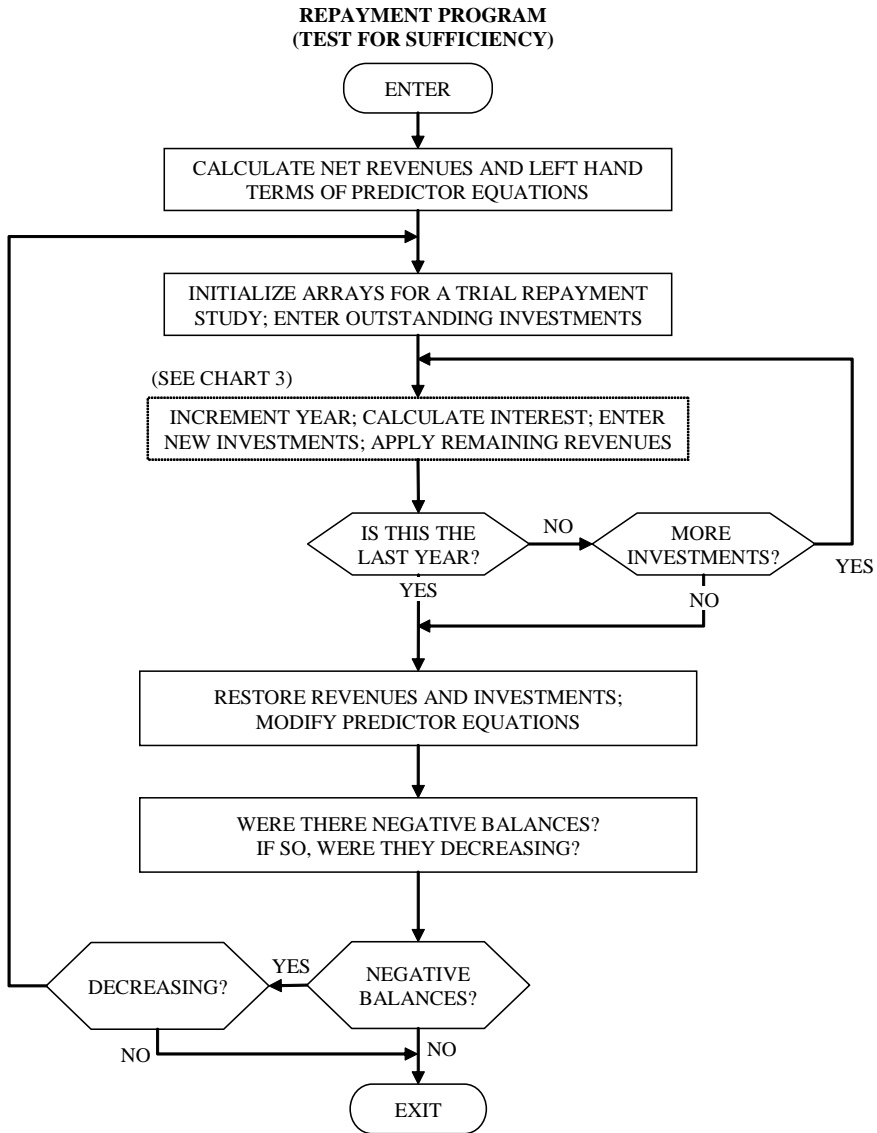 REPAYMENT PROGRAM
(TEST FOR SUFFICIENCY)
ENTER
CALCULATE NET REVENUES AND LEFT HAND
TERMS OF PREDICTOR EQUATIONS
INITIALIZE ARRAYS FOR A TRIAL REPAYMENT
STUDY; ENTER OUTSTANDING INVESTMENTS
(SEE CHART 3)
INCREMENT YEAR; CALCULATE INTEREST; ENTER
NEW INVESTMENTS; APPLY REMAINING REVENUES
IS THIS THE
LAST YEAR?
NO
MORE
INVESTMENTS?
YES
YES
NO
RESTORE REVENUES AND INVESTMENTS;
MODIFY PREDICTOR EQUATIONS
WERE THERE NEGATIVE BALANCES?
IF SO, WERE THEY DECREASING?
DECREASING?
YES
NEGATIVE
BALANCES?
NO
NO
EXIT